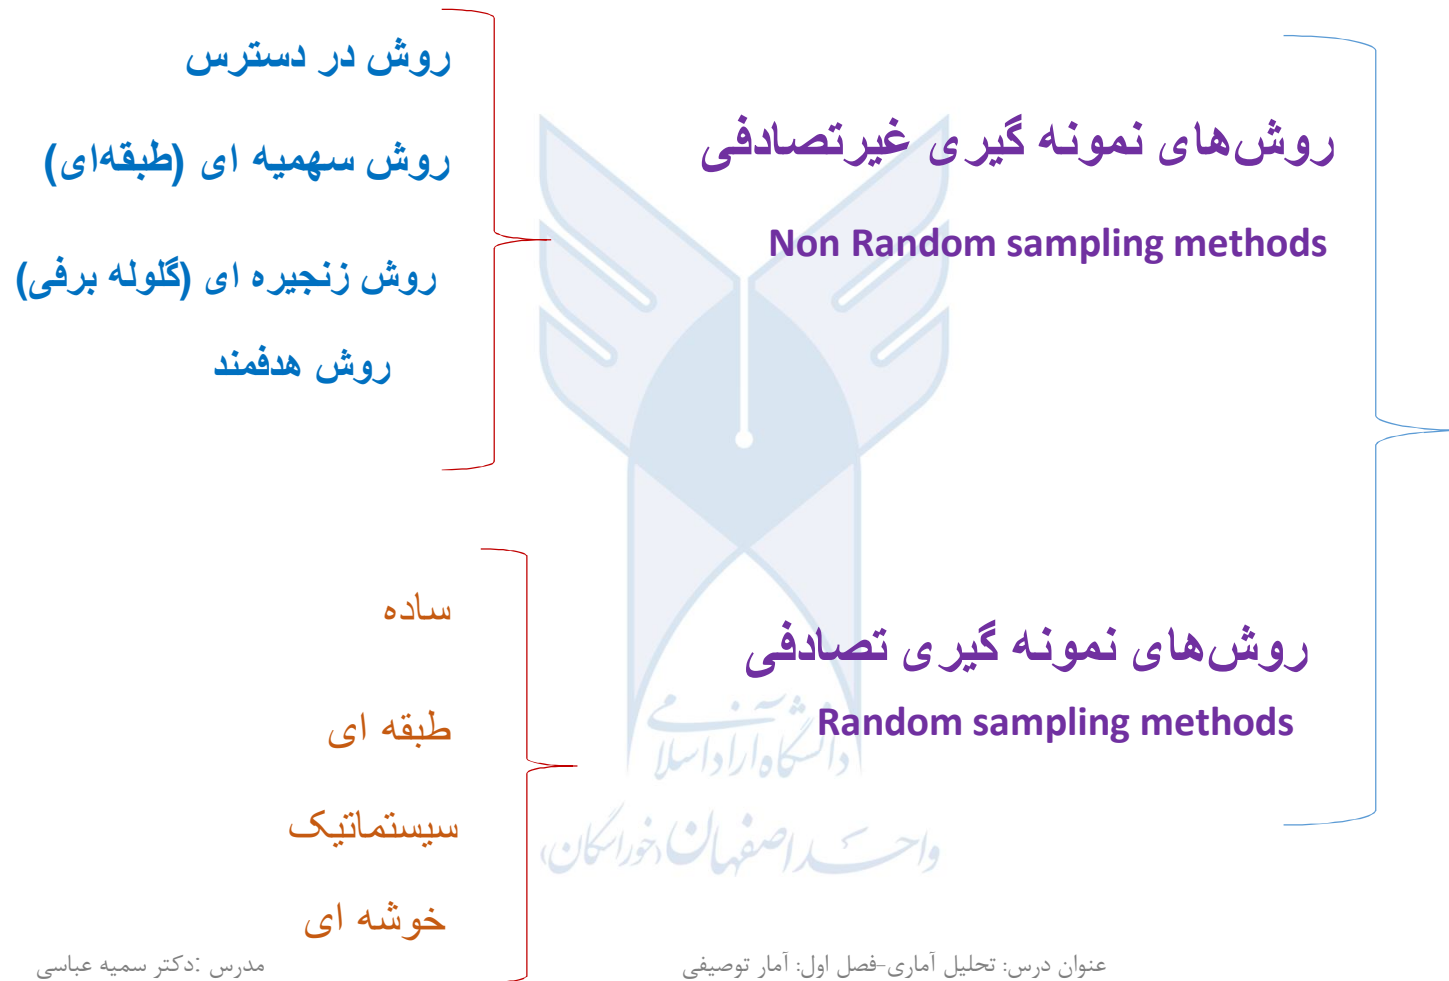 روش‌های نمونه گیری غیرتصادفی
Non Random sampling methods
روش در دسترس
روش سهمیه ای (طبقه‌ای)
روش زنجیره ای (گلوله برفی)
روش هدفمند
روش‌های نمونه گیری تصادفی
Random sampling methods
ساده
طبقه ای
سیستماتیک
خوشه ای
دانشگاه آزاد اسلامی
واحد اصفهان (خوراسگان)
عنوان درس: تحلیل آماری-فصل اول: آمار توصیفی
مدرس :دکتر سمیه عباسی